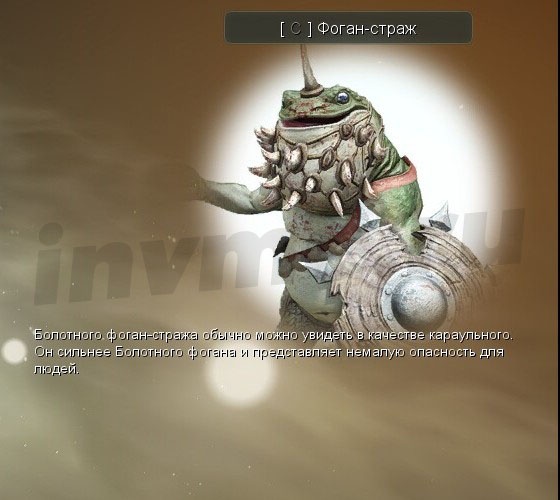 [ C ] Фоган-страж
Болотного фоган-стража обычно можно увидеть в качестве караульного.
Он сильнее Болотного фогана и представляет немалую опасность для
людей.